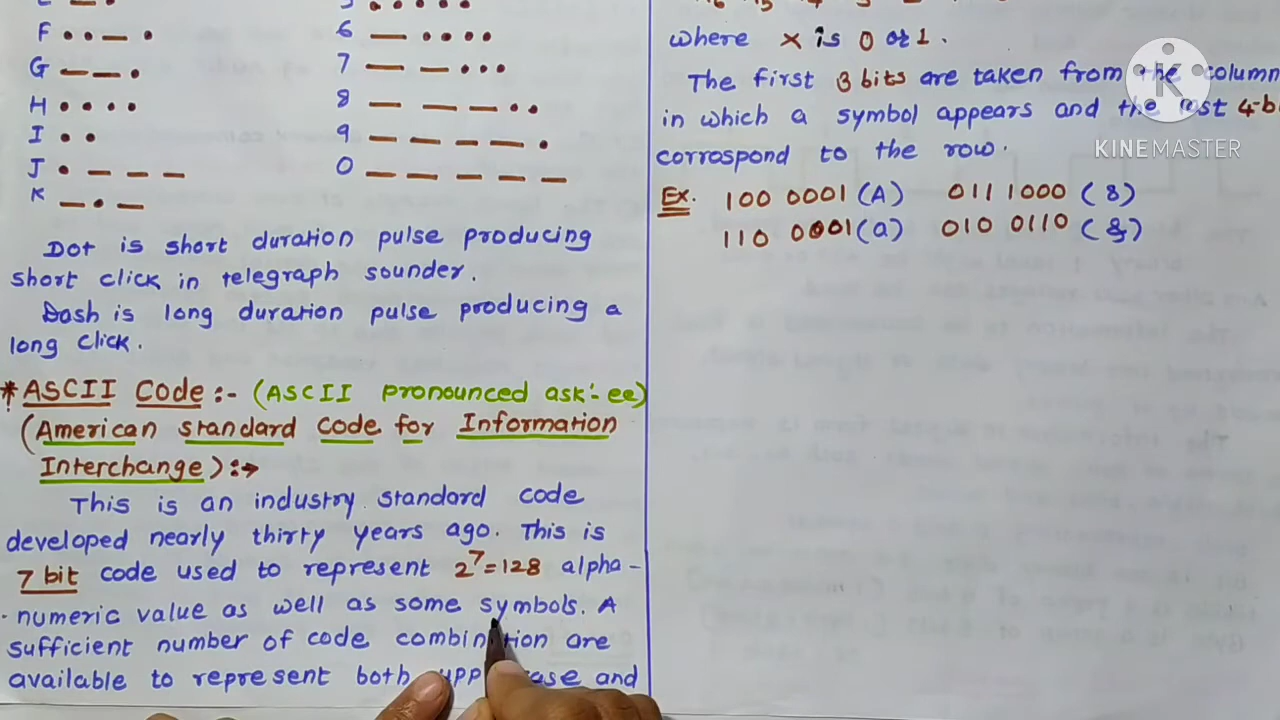 F • • — •
G — — •
H • • • •
I • •
J • — — —
K — • —
5 • • • • •
6 — • • • •
7 — — • • •
8 — — — • •
9 — — — — •
0 — — — — —
Dot is short duration pulse producing
short click in telegraph sounder.
Dash is long duration pulse producing a
long click.
*ASCII Code:- (ASCII pronounced ask'-ee)
(American standard Code for Information
Interchange):→
This is an industry standard code
developed nearly thirty years ago. This is
7 bit code used to represent 2⁷=128 alpha-
numeric value as well as some symbols. A
sufficient number of code are
available to represent both and
where x is 0 or 1.
The first 3 bits are taken from the column
in which a symbol appears and the 4-b
corrospond to the row.
Ex. 100 0001 (A) 011 1000 (8)
110 0001 (a) 010 0110 (&)
K
KINEMASTER